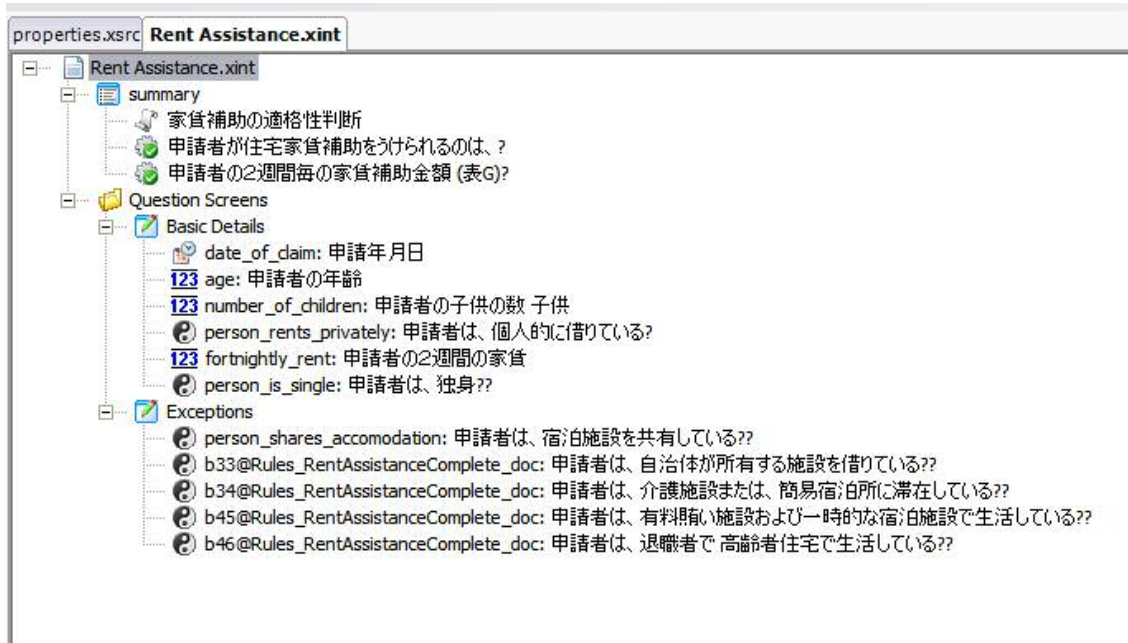 properties.xsrc Rent Assistance.xint
Rent Assistance.xint
summary
家賃補助の適格性判断
申請者が住宅家賃補助をうけられるのは、?
申請者の2週間毎の家賃補助金額 (表G)?
Question Screens
Basic Details
date_of_claim: 申請年月日
123 age: 申請者の年齢
123 number_of_children: 申請者の子供の数 子供
person_rents_privately: 申請者は、個人的に借りている?
123 fortnightly_rent: 申請者の2週間の家賃
person_is_single: 申請者は、独身??
Exceptions
person_shares_accomodation: 申請者は、宿泊施設を共有している??
b33@Rules_RentAssistanceComplete_doc: 申請者は、自治体が所有する施設を借りている??
b34@Rules_RentAssistanceComplete_doc: 申請者は、介護施設または、簡易宿泊所に滞在している??
b45@Rules_RentAssistanceComplete_doc: 申請者は、有料賄い施設および一時的な宿泊施設で生活している??
b46@Rules_RentAssistanceComplete_doc: 申請者は、退職者で 高齢者住宅で生活している??